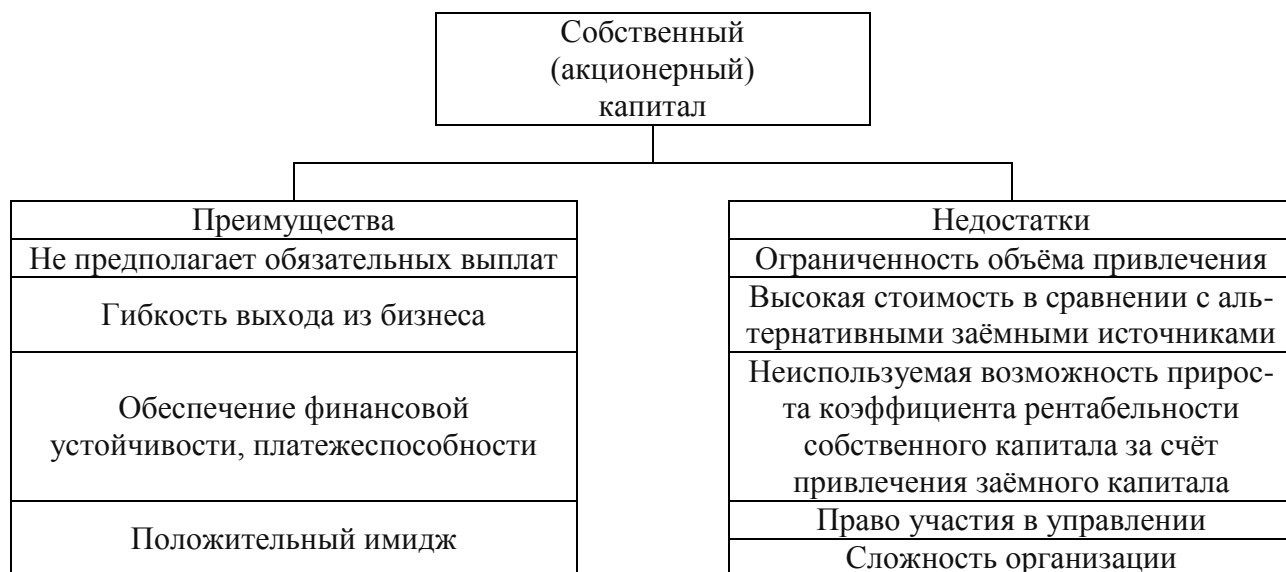 Собственный
(акционерный)
капитал
Преимущества
Не предполагает обязательных выплат
Гибкость выхода из бизнеса
Обеспечение финансовой
устойчивости, платежеспособности
Положительный имидж
Недостатки
Ограниченность объёма привлечения
Высокая стоимость в сравнении с аль-
тернативными заёмными источниками
Неиспользуемая возможность прирос-
та коэффициента рентабельности
собственного капитала за счёт
привлечения заёмного капитала
Право участия в управлении
Сложность организации